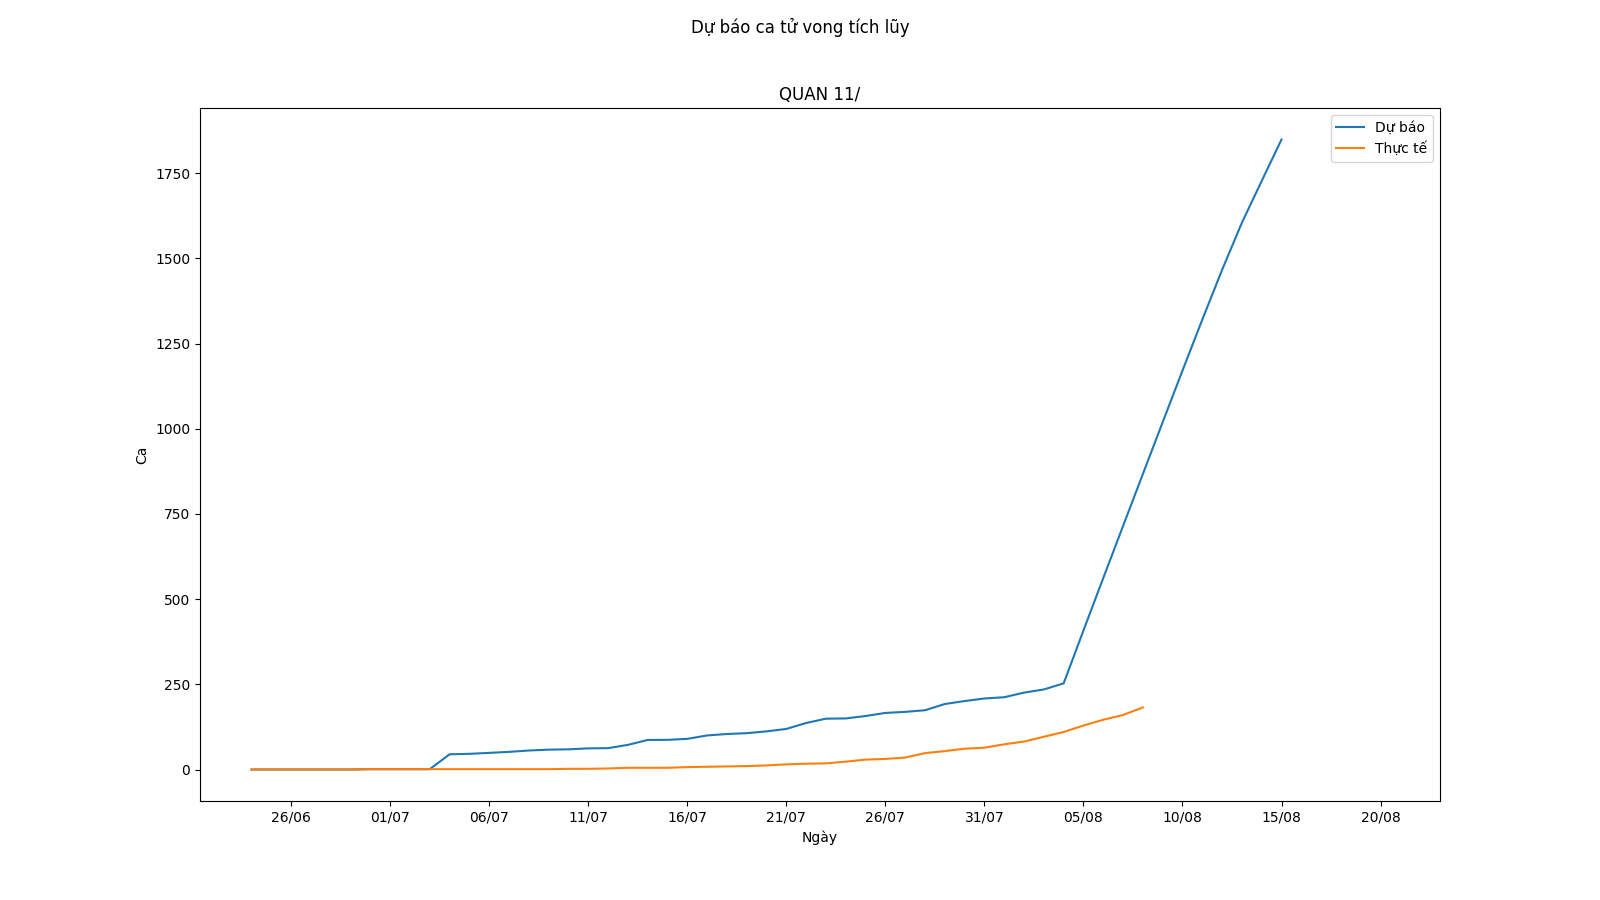 Dự báo ca tử vong tích lũy
QUAN 11/
Dự báo
Thực tế
1750
1500
1250
1000
750
500
250
0
Ca
26/06 01/07 06/07 11/07 16/07 21/07 26/07 31/07 05/08 10/08 15/08 20/08
Ngày